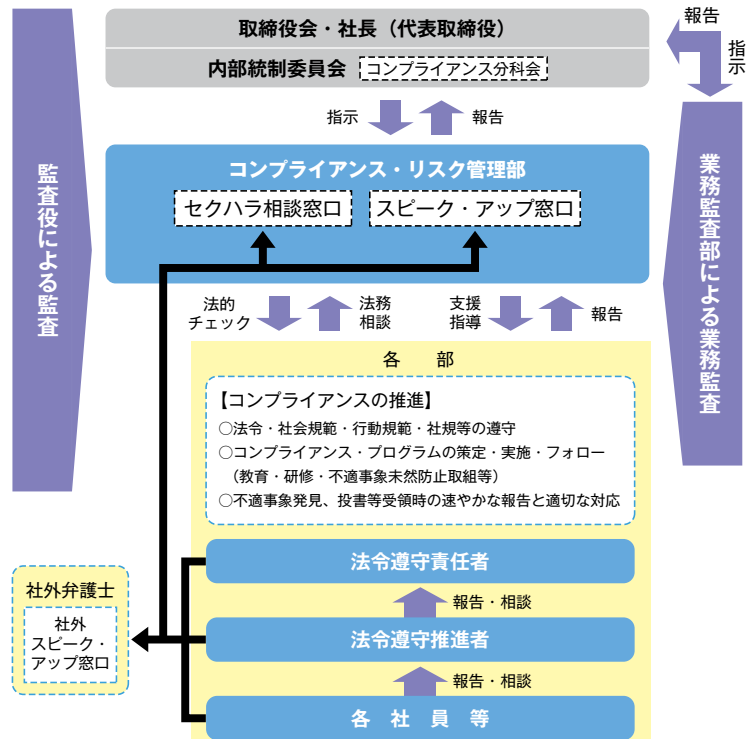 取締役会・社長（代表取締役）
内部統制委員会 コンプライアンス分科会
報告
指示
指示
報告
監査役による監査
業務監査部による業務監査
コンプライアンス・リスク管理部
セクハラ相談窓口
スピーク・アップ窓口
法的
チェック
法務
相談
支援
指導
報告
各　部
【コンプライアンスの推進】
○法令・社会規範・行動規範・社規等の遵守
○コンプライアンス・プログラムの策定・実施・フォロー
（教育・研修・不適事象未然防止取組等）
○不適事象発見、投書等受領時の速やかな報告と適切な対応
法令遵守責任者
報告・相談
法令遵守推進者
報告・相談
各 社 員 等
社外弁護士
社外
スピーク・
アップ窓口